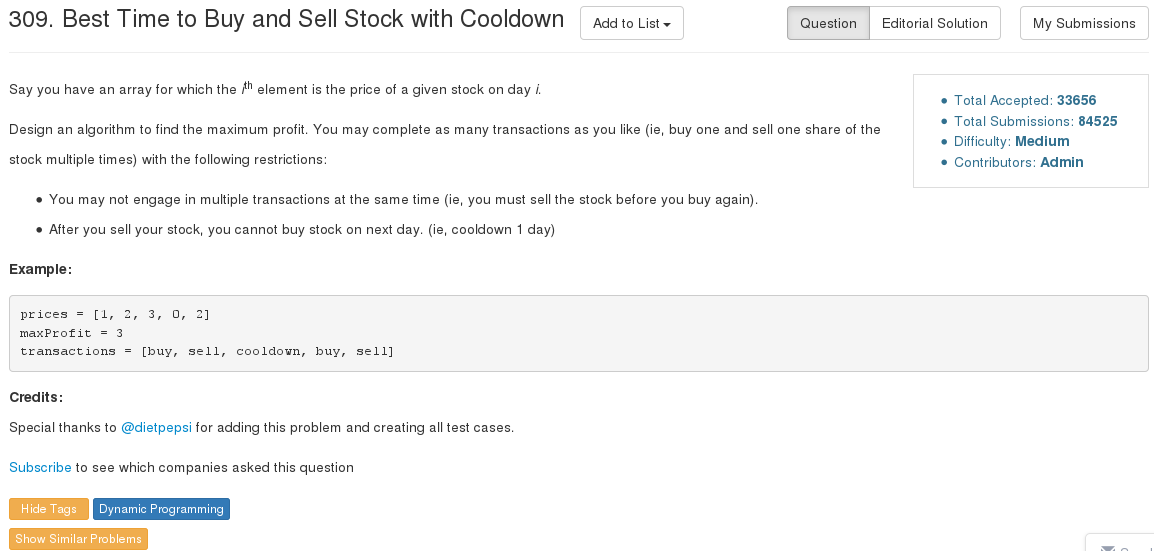 309. Best Time to Buy and Sell Stock with Cooldown
Add to List
Question
Editorial Solution
My Submissions
Say you have an array for which the ith element is the price of a given stock on day i.
Design an algorithm to find the maximum profit. You may complete as many transactions as you like (ie, buy one and sell one share of the
stock multiple times) with the following restrictions:
• You may not engage in multiple transactions at the same time (ie, you must sell the stock before you buy again).
• After you sell your stock, you cannot buy stock on next day. (ie, cooldown 1 day)
• Total Accepted: 33656
• Total Submissions: 84525
• Difficulty: Medium
• Contributors: Admin
Example:
prices = [1, 2, 3, 0, 2]
maxProfit = 3
transactions = [buy, sell, cooldown, buy, sell]
Credits:
Special thanks to @dietpepsi for adding this problem and creating all test cases.
Subscribe to see which companies asked this question
Hide Tags
Dynamic Programming
Show Similar Problems